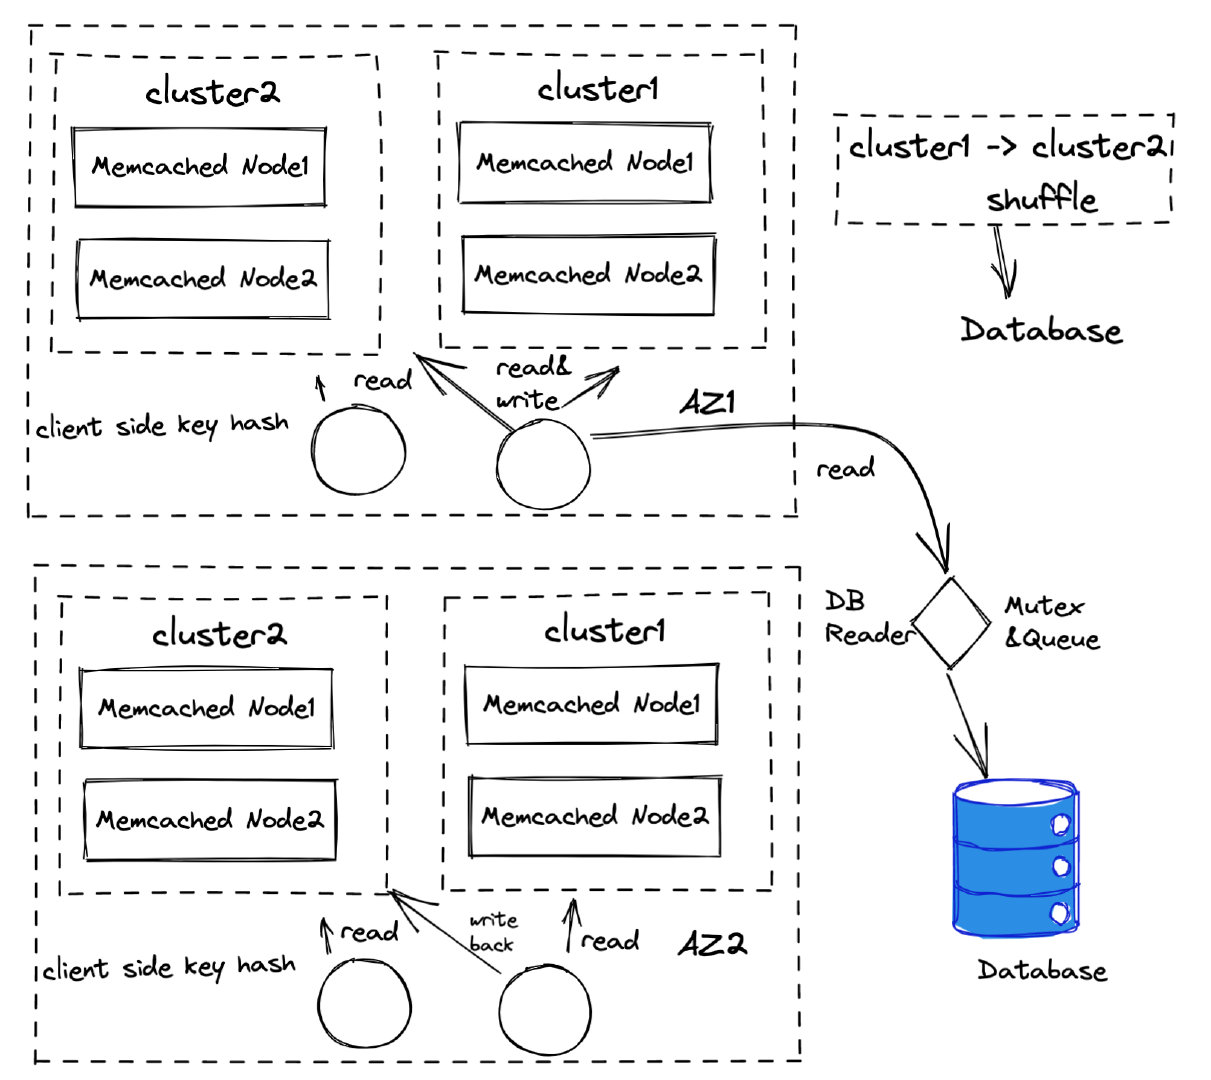 cluster2
Memcached Node1
Memcached Node2
cluster1
Memcached Node1
Memcached Node2
cluster1 -> cluster2
shuffle
Database
read
read&
write
AZ1
client side key hash
read
DB
Reader
Mutex
&Queue
cluster2
Memcached Node1
Memcached Node2
cluster1
Memcached Node1
Memcached Node2
read
write
back
read
AZ2
client side key hash
Database